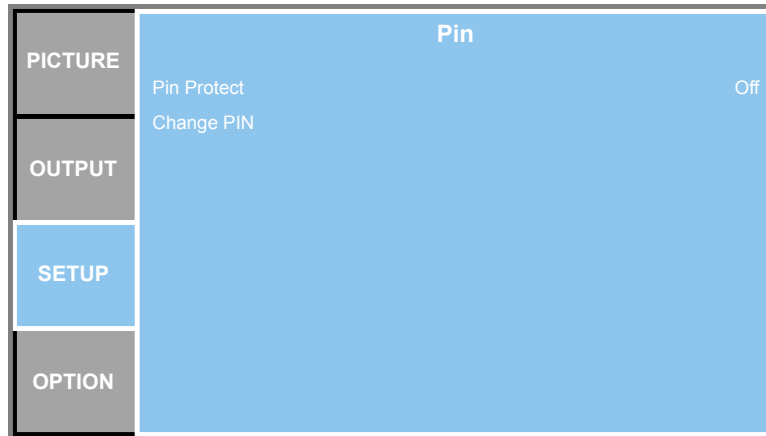 PICTURE
OUTPUT
SETUP
OPTION
Pin
Pin Protect Off
Change PIN